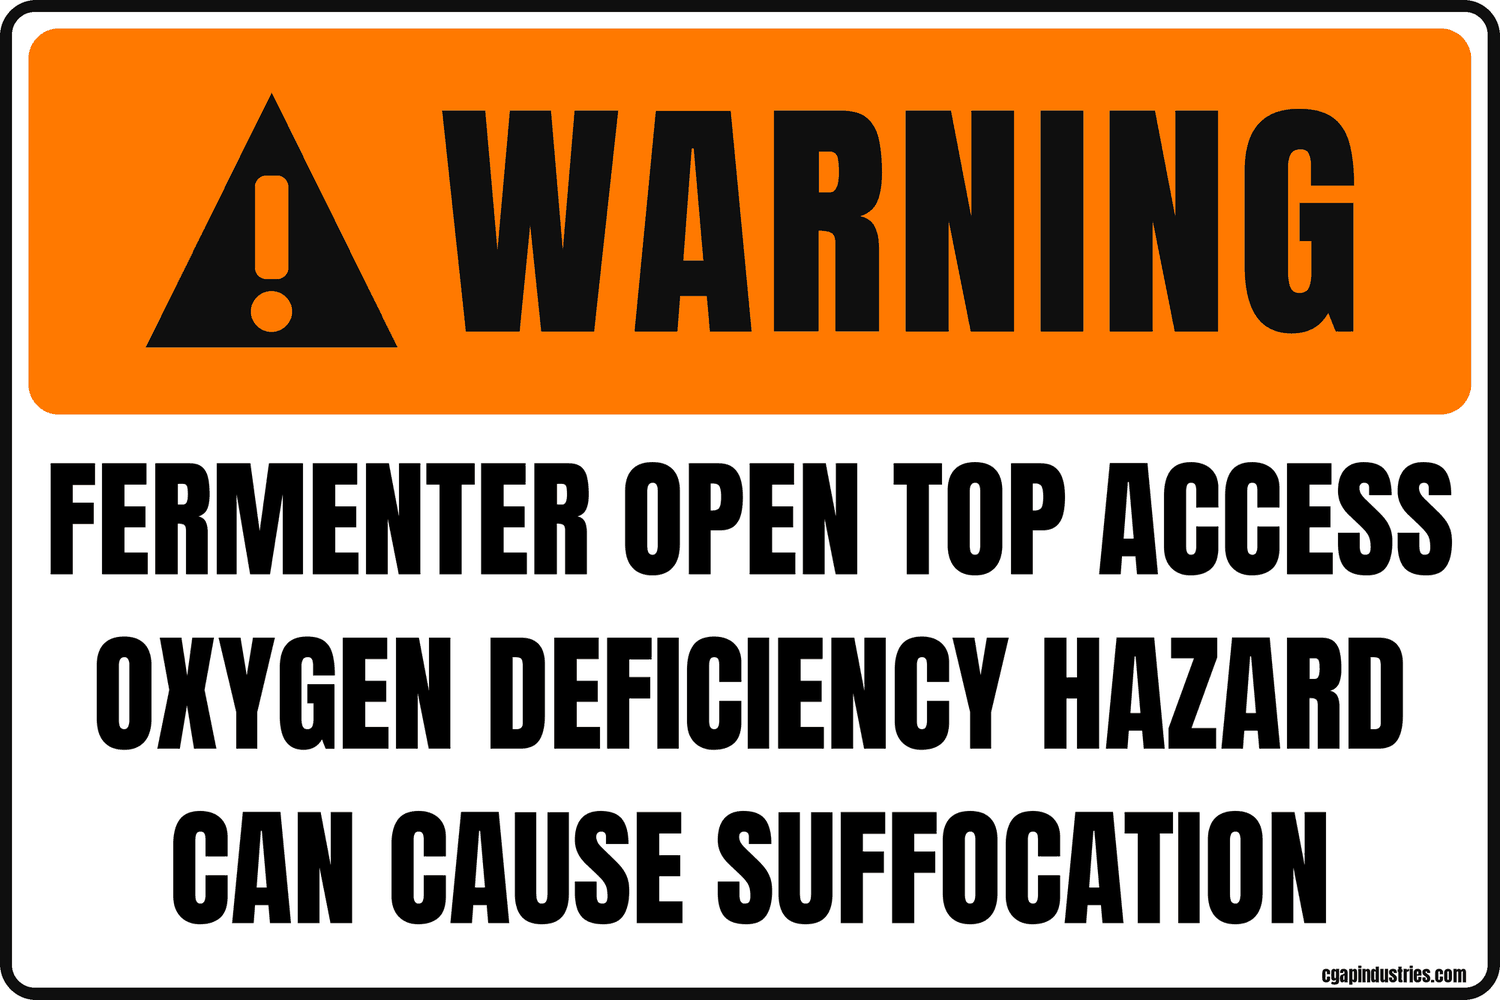 WARNING
FERMENTER OPEN TOP ACCESS
OXYGEN DEFICIENCY HAZARD
CAN CAUSE SUFFOCATION
cgapindustries.com